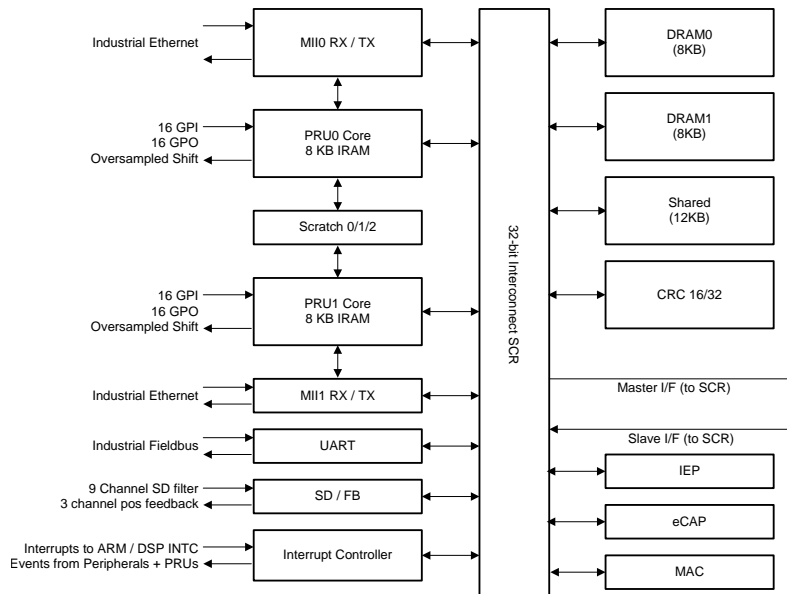 Industrial Ethernet
MII0 RX / TX
16 GPI
16 GPO
Oversampled Shift
PRU0 Core
8 KB IRAM
Scratch 0/1/2
16 GPI
16 GPO
Oversampled Shift
PRU1 Core
8 KB IRAM
Industrial Ethernet
MII1 RX / TX
Industrial Fieldbus
UART
9 Channel SD filter
3 channel pos feedback
SD / FB
Interrupts to ARM / DSP INTC
Events from Peripherals + PRUs
Interrupt Controller
32-bit Interconnect SCR
DRAM0
(8KB)
DRAM1
(8KB)
Shared
(12KB)
CRC 16/32
Master I/F (to SCR)
Slave I/F (to SCR)
IEP
eCAP
MAC